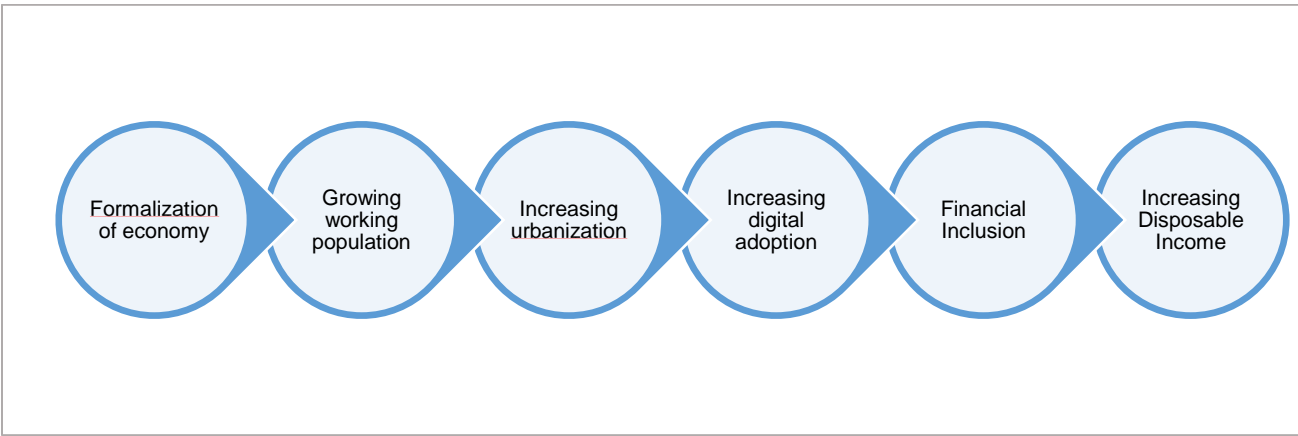 Formalization
of economy
Growing
working
population
Increasing
urbanization
Increasing
digital
adoption
Financial
Inclusion
Increasing
Disposable
Income